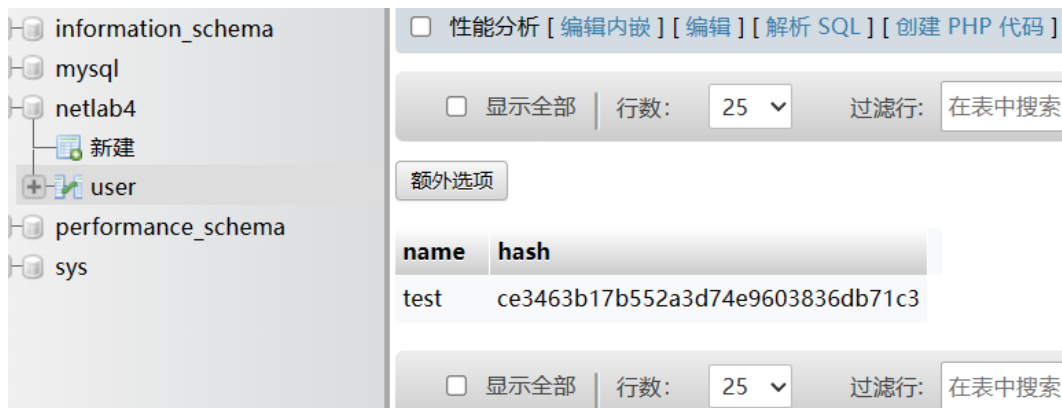 information_schema
mysql
netlab4
新建
user
performance_schema
sys
性能分析 [ 编辑内嵌 ] [ 编辑 ] [ 解析 SQL ] [ 创建 PHP 代码 ]
显示全部 行数: 25 过滤行: 在表中搜索
额外选项
name hash
test ce3463b17b552a3d74e9603836db71c3
显示全部 行数: 25 过滤行: 在表中搜索